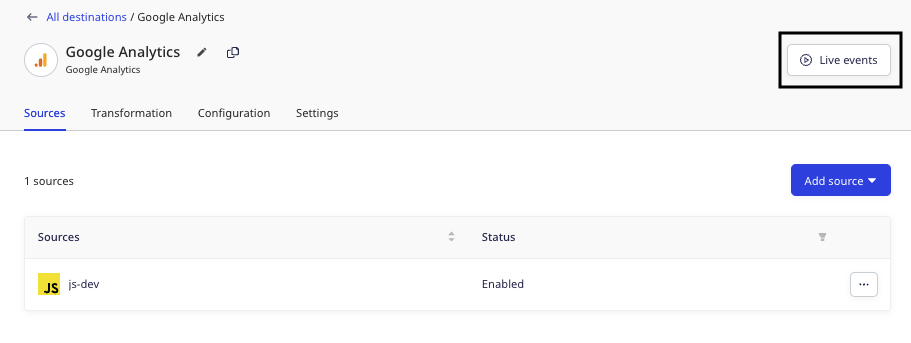 All destinations / Google Analytics
Google Analytics
Google Analytics
Live events
Sources Transformation Configuration Settings
1 sources
Add source
Sources Status
JS js-dev Enabled